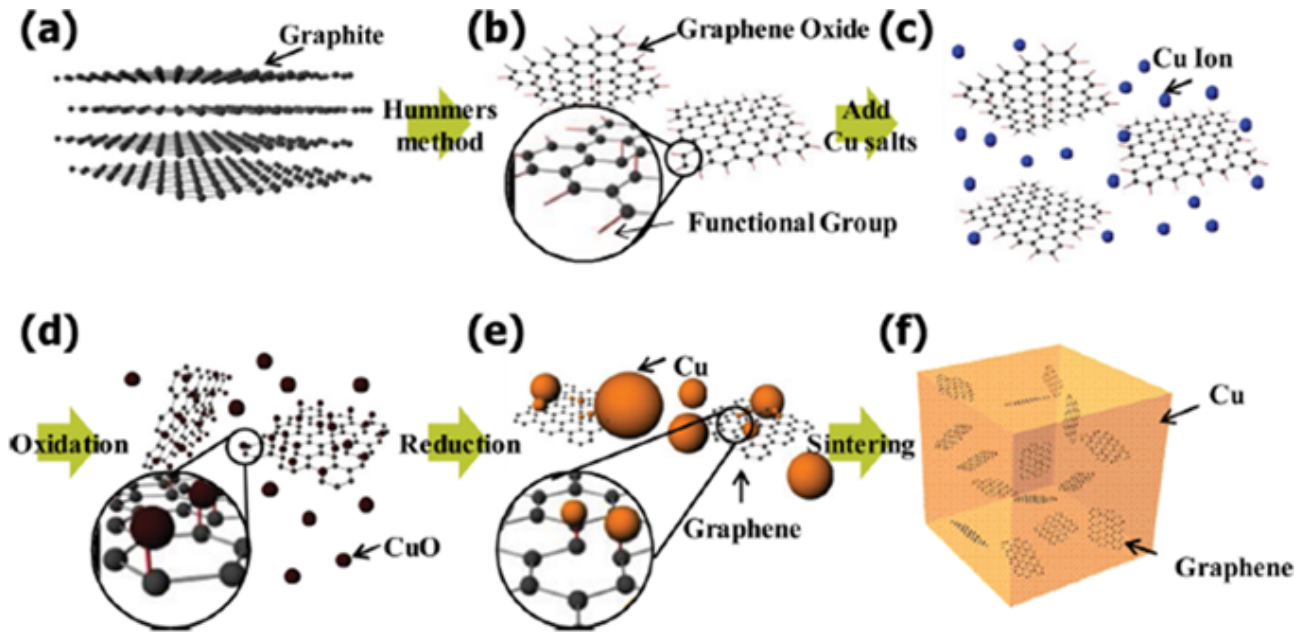 (a)
Graphite
Hummers
method
(b)
Graphene Oxide
Functional Group
Add
Cu salts
(c)
Cu Ion
Oxidation
(d)
CuO
Reduction
(e)
Cu
Graphene
Sintering
(f)
Cu
Graphene